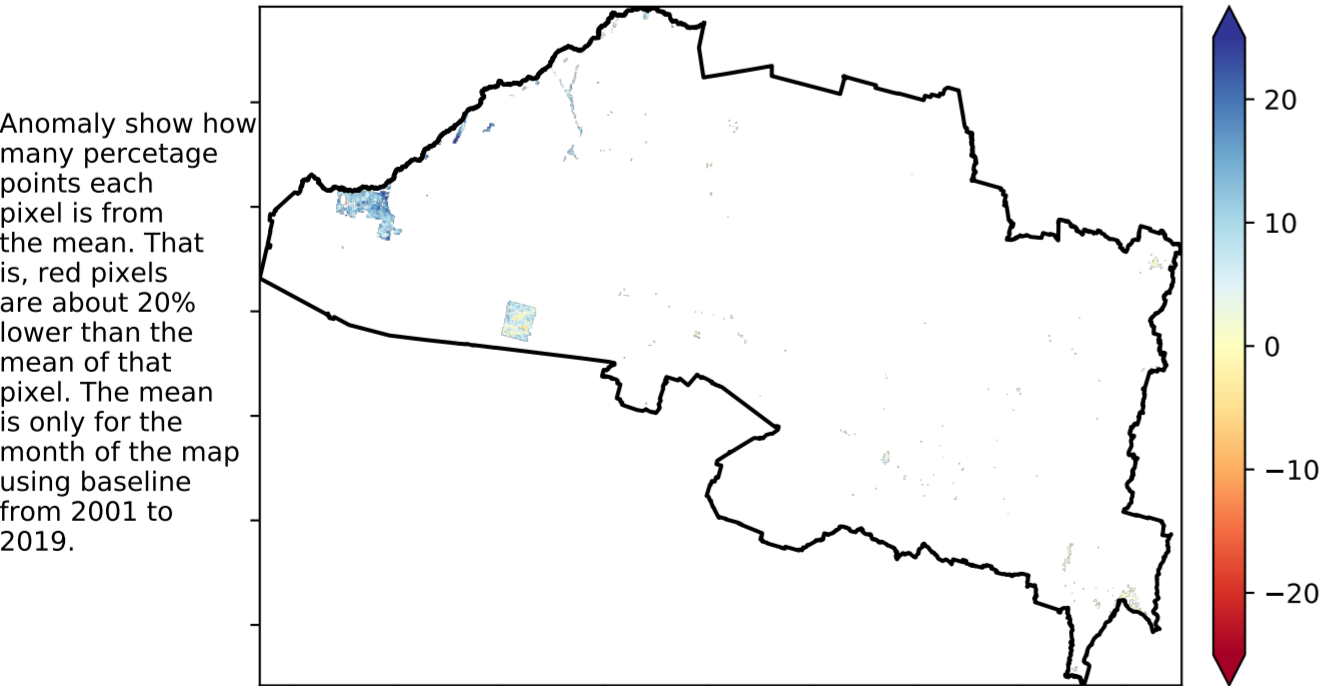 Anomaly show how
many percetage
points each
pixel is from
the mean. That
is, red pixels
are about 20%
lower than the
mean of that
pixel. The mean
is only for the
month of the map
using baseline
from 2001 to
2019.
20
10
0
−10
−20